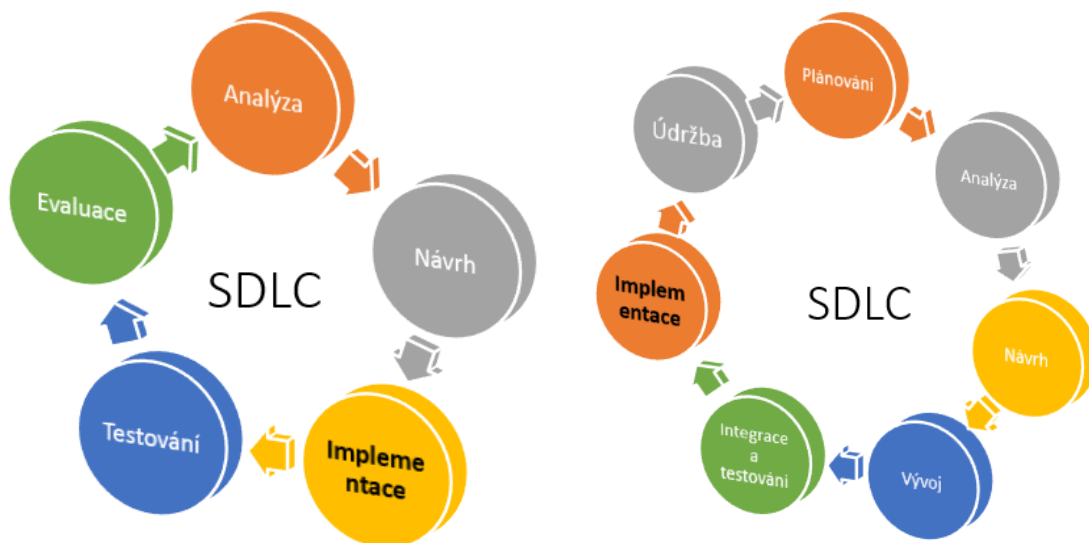 Analýza
Návrh
Impleme
ntace
Testování
Evaluace
SDLC
Plánování
Analýza
Návrh
Vývoj
Integrace
a
testování
Implem
entace
Údržba
SDLC